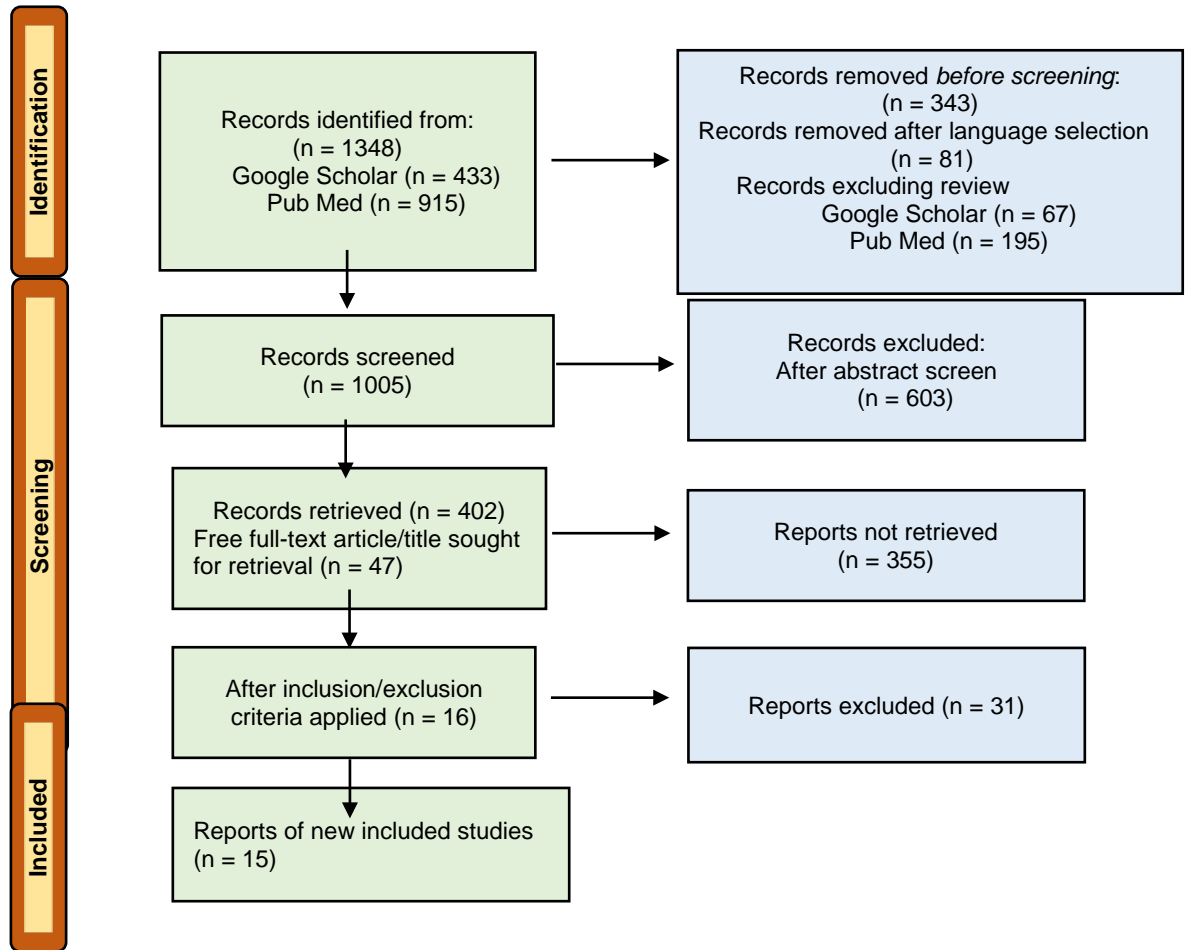 Identification
Records identified from:
(n = 1348)
Google Scholar (n = 433)
Pub Med (n = 915)
Records removed before screening:
(n = 343)
Records removed after language selection
(n = 81)
Records excluding review
Google Scholar (n = 67)
Pub Med (n = 195)
Screening
Records screened
(n = 1005)
Records excluded:
After abstract screen
(n = 603)
Records retrieved (n = 402)
Free full-text article/title sought
for retrieval (n = 47)
Reports not retrieved
(n = 355)
After inclusion/exclusion
criteria applied (n = 16)
Reports excluded (n = 31)
Included
Reports of new included studies
(n = 15)